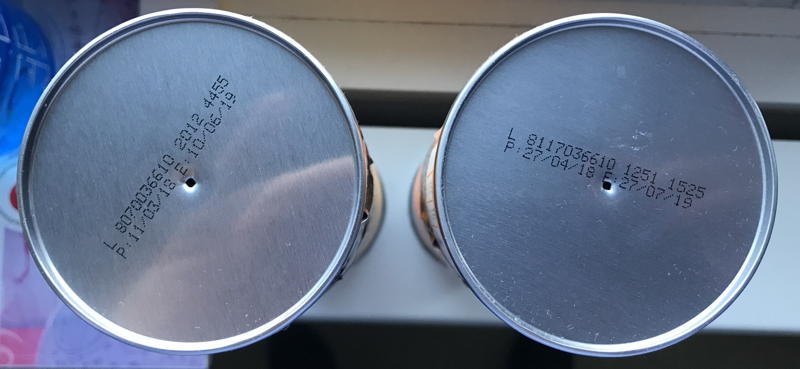 L 8070036610 2012 4455
P:11/03/18 E:10/06/19
L 8117036610 1251 1525
P:27/04/18 E:27/07/19